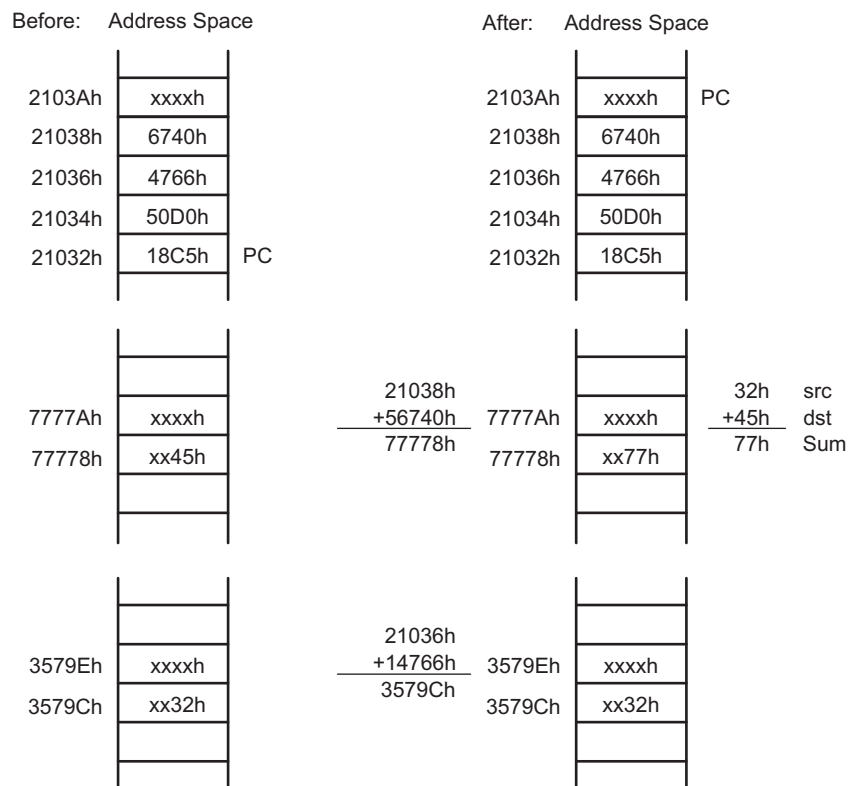 Before: Address Space
After: Address Space
2103Ah xxxxh
2103Ah xxxxh PC
21038h 6740h
21038h 6740h
21036h 4766h
21036h 4766h
21034h 50D0h
21034h 50D0h
21032h 18C5h PC
21032h 18C5h
21038h
32h src
7777Ah xxxxh
+56740h
7777Ah xxxxh
+45h dst
77778h xx45h
77778h
77778h xx77h
77h Sum
21036h
3579Eh xxxxh
+14766h
3579Eh xxxxh
3579Ch xx32h
3579Ch
3579Ch xx32h